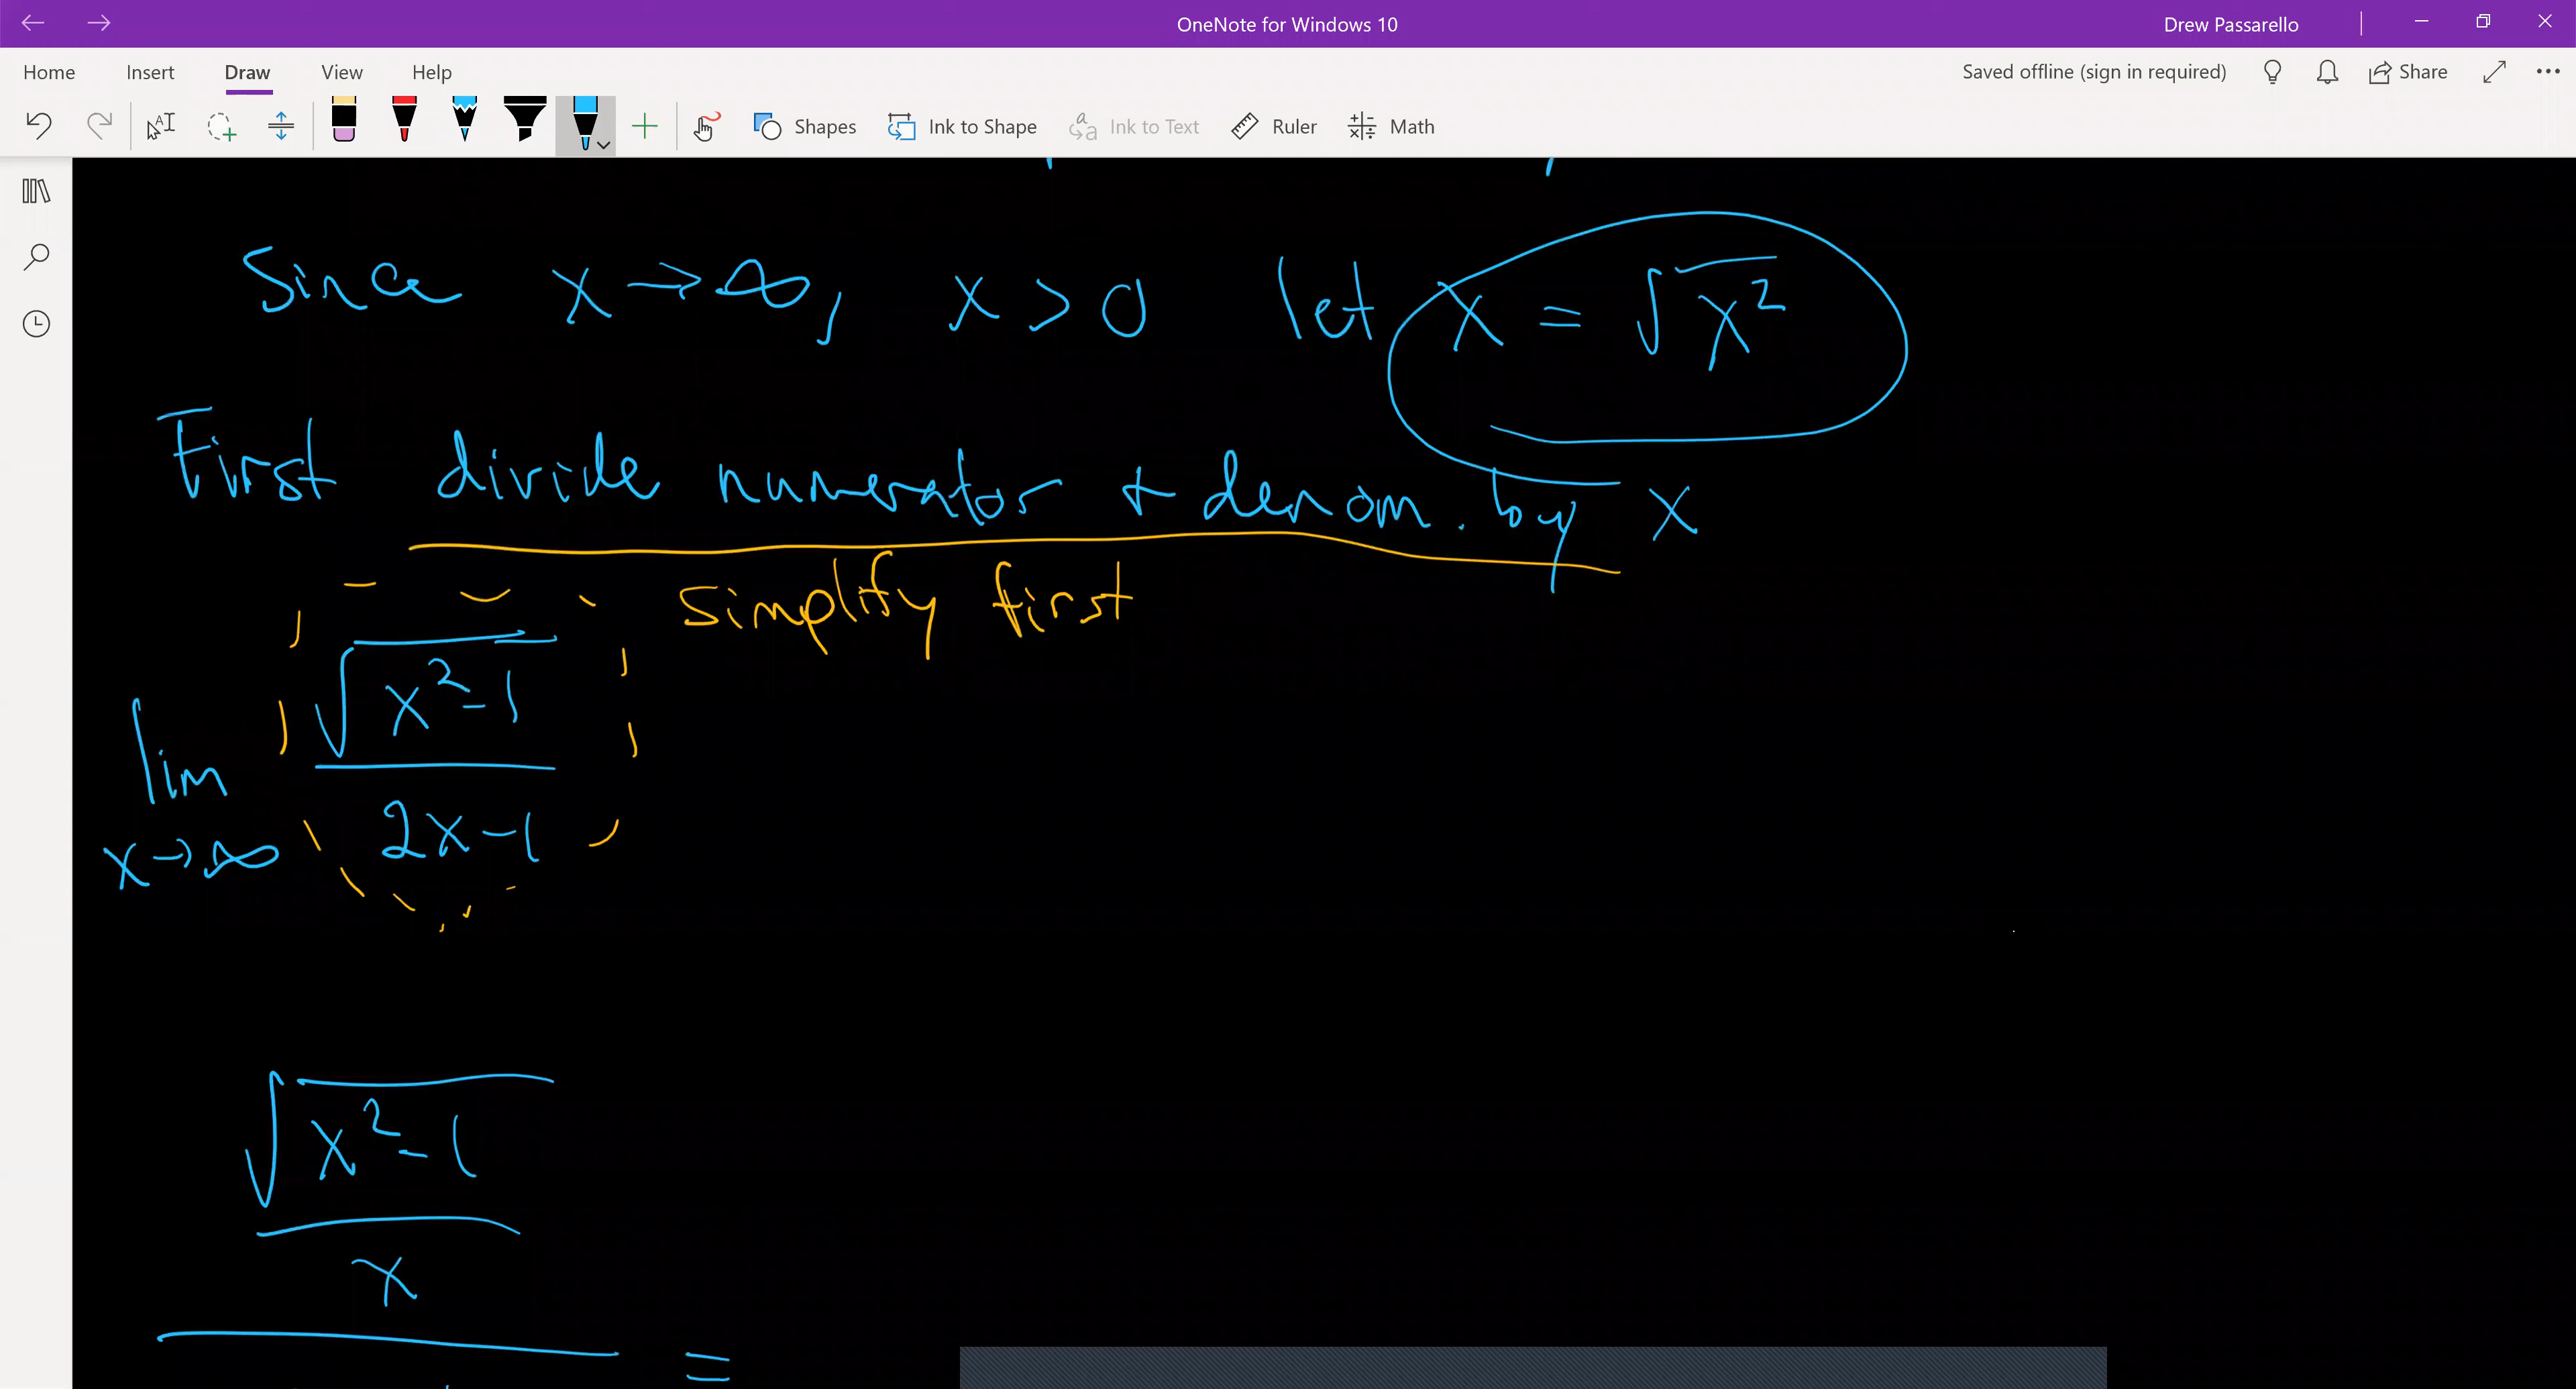 OneNote for Windows 10
Drew Passarello
Home Insert Draw View Help
Saved offline (sign in required) Share
Shapes Ink to Shape Ink to Text Ruler Math
Since x → ∞, x > 0 let x = √x²
First divide numerator + denom. by x
simplify first
lim x→∞ √(x²-1) / (2x-1)
√(x²-1) / x
=